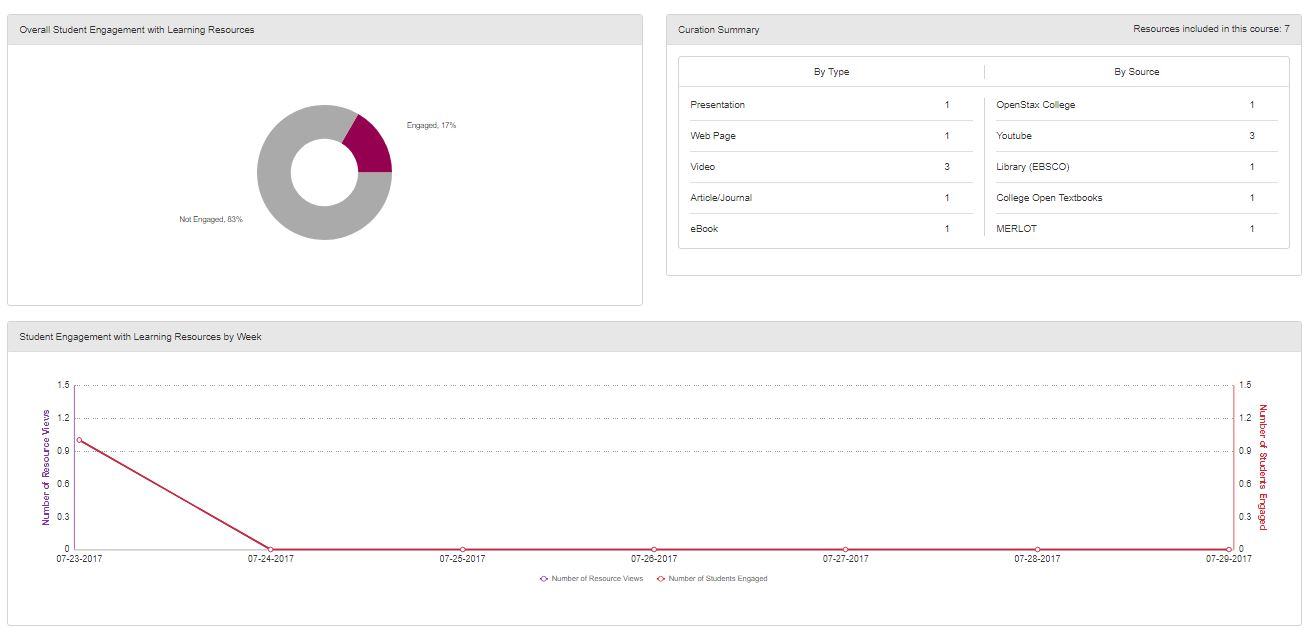 Overall Student Engagement with Learning Resources
Engaged, 17%
Not Engaged, 83%
Curation Summary
Resources included in this course: 7
By Type
By Source
Presentation 1
OpenStax College 1
Web Page 1
Youtube 3
Video 3
Library (EBSCO) 1
Article/Journal 1
College Open Textbooks 1
eBook 1
MERLOT 1
Student Engagement with Learning Resources by Week
Number of Resource Views
1.5
1.2
0.9
0.6
0.3
0
1.5
1.2
0.9
0.6
0.3
0
Number of Students Engaged
07-23-2017 07-24-2017 07-25-2017 07-26-2017 07-27-2017 07-28-2017 07-29-2017
Number of Resource Views Number of Students Engaged